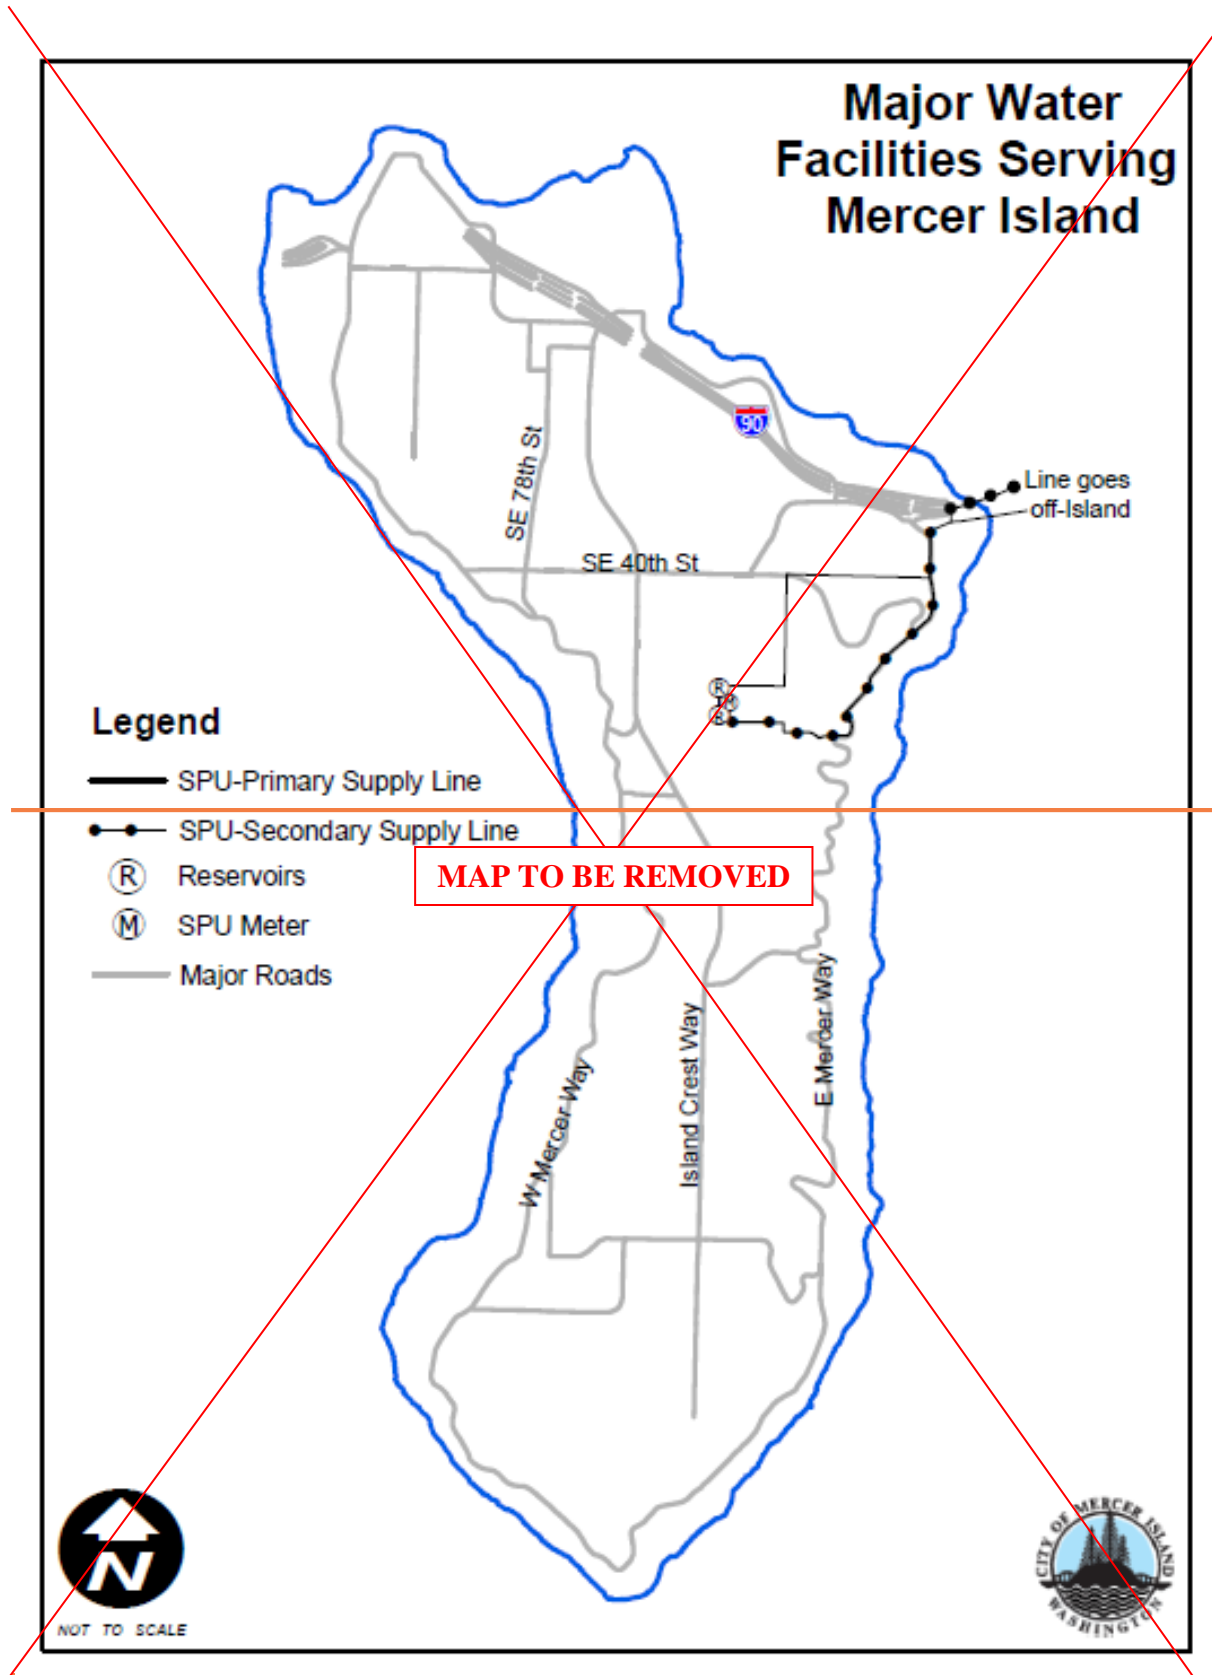 Major Water
Facilities Serving
Mercer Island
90
SE 78th St
Line goes
off-Island
SE 40th St
R
M
R
Legend
SPU-Primary Supply Line
SPU-Secondary Supply Line
R Reservoirs
M SPU Meter
Major Roads
MAP TO BE REMOVED
W Mercer Way
Island Crest Way
E Mercer Way
N
NOT TO SCALE
CITY OF MERCER ISLAND
WASHINGTON